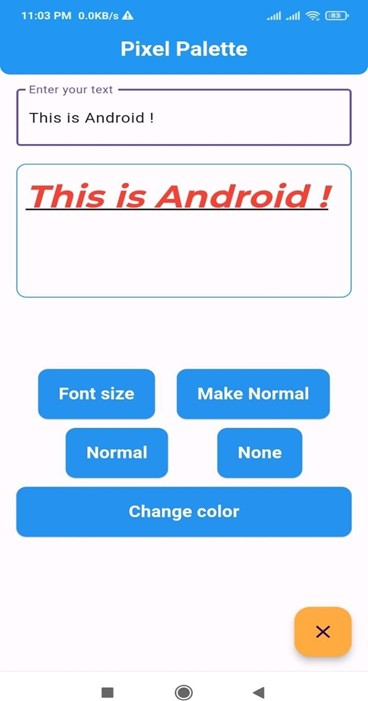 11:03 PM 0.0KB/s 83
Pixel Palette
Enter your text
This is Android !
This is Android !
Font size Make Normal
Normal None
Change color